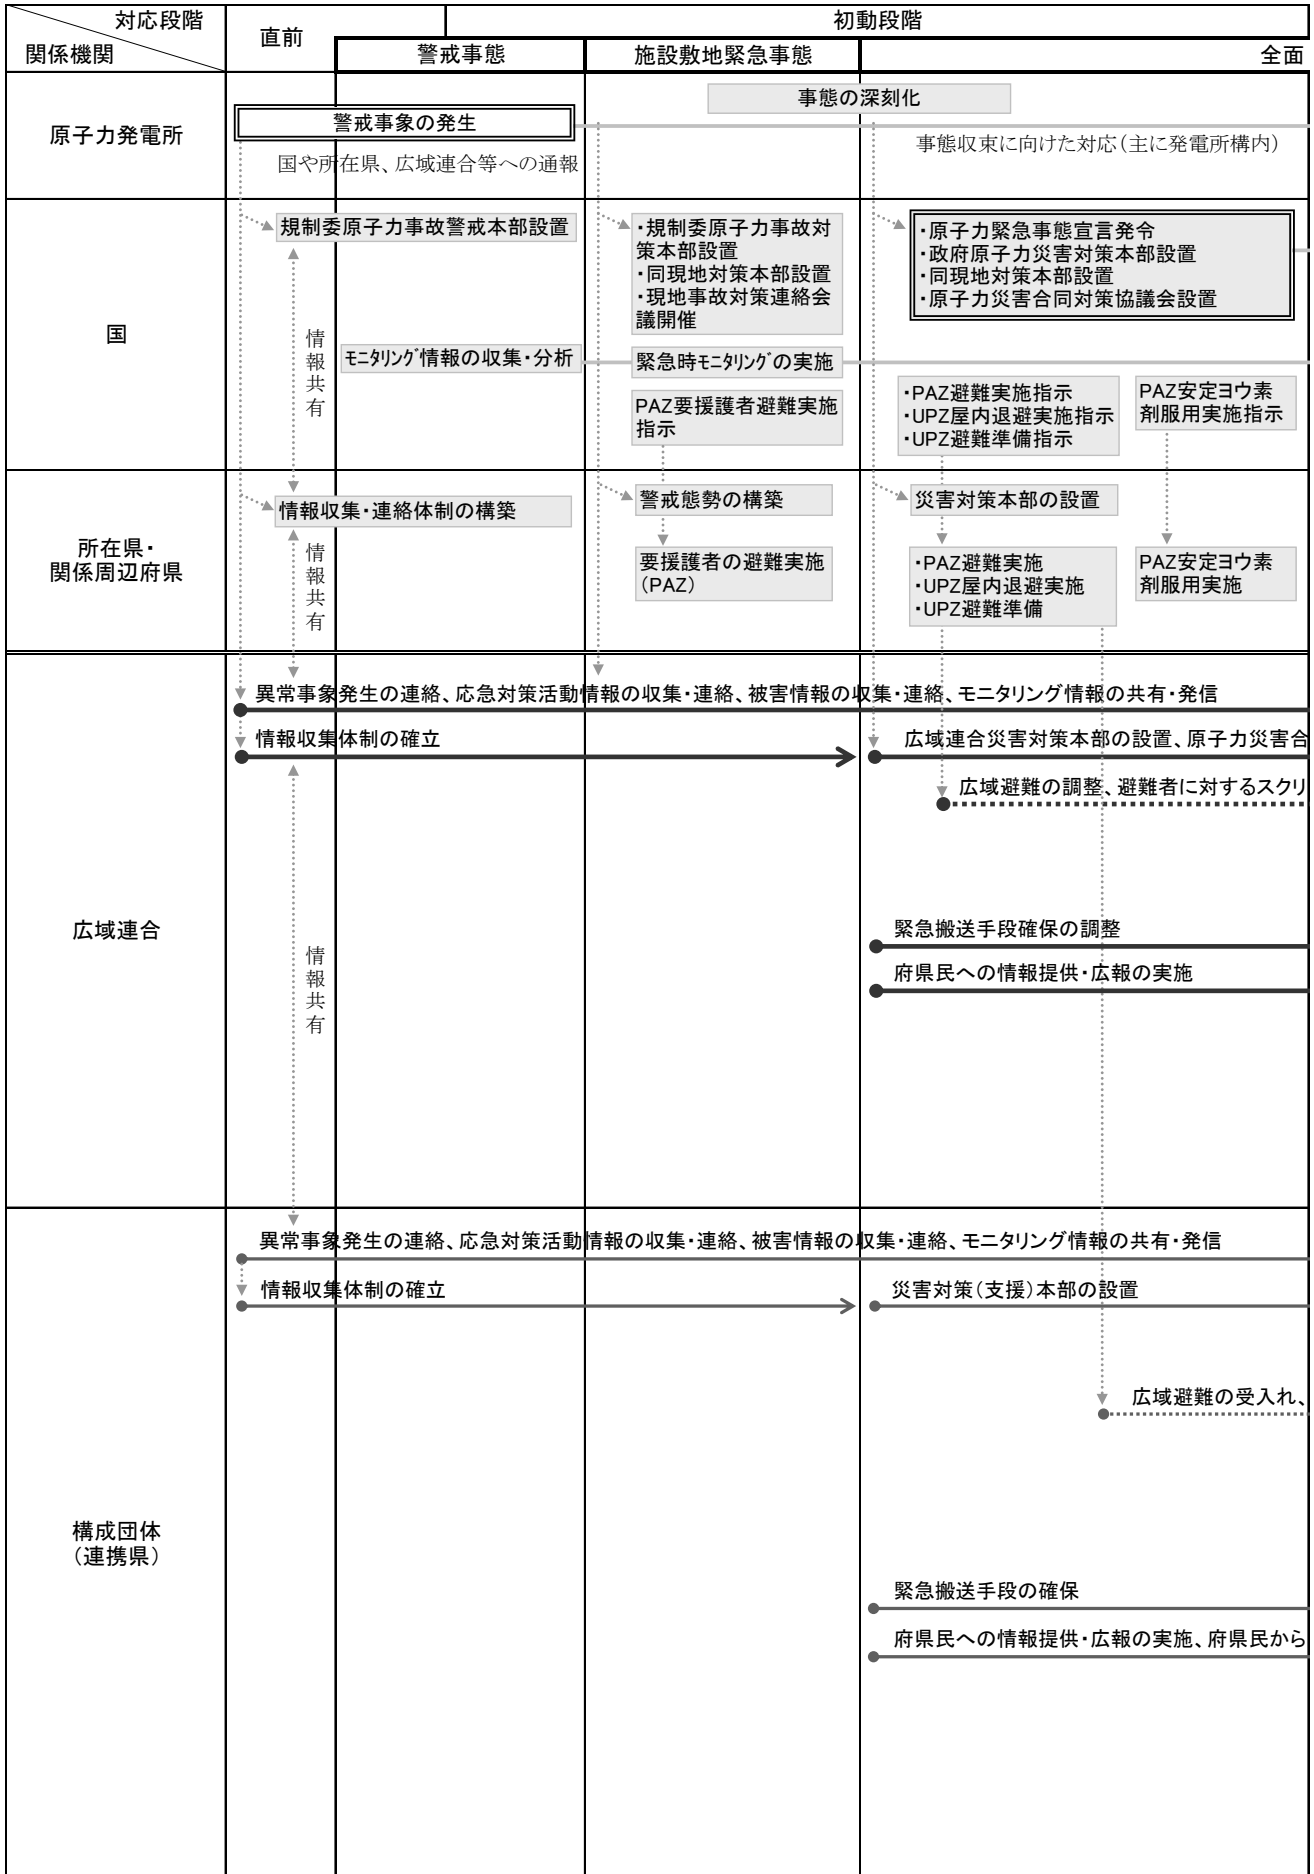 対応段階
関係機関
直前
初動段階
警戒事態
施設敷地緊急事態
全面
原子力発電所
事態の深刻化
警戒事象の発生
事態収束に向けた対応（主に発電所構内）
国や所在県、広域連合等への通報
国
規制委原子力事故警戒本部設置
・規制委原子力事故対
策本部設置
・同現地対策本部設置
・現地事故対策連絡会
議開催
・原子力緊急事態宣言発令
・政府原子力災害対策本部設置
・同現地対策本部設置
・原子力災害合同対策協議会設置
情報共有
ﾓﾆﾀﾘﾝｸﾞ情報の収集・分析
緊急時ﾓﾆﾀﾘﾝｸﾞの実施
PAZ要援護者避難実施
指示
・PAZ避難実施指示
・UPZ屋内退避実施指示
・UPZ避難準備指示
PAZ安定ヨウ素
剤服用実施指示
所在県・
関係周辺府県
情報収集・連絡体制の構築
警戒態勢の構築
災害対策本部の設置
情報共有
要援護者の避難実施
（PAZ）
・PAZ避難実施
・UPZ屋内退避実施
・UPZ避難準備
PAZ安定ヨウ素
剤服用実施
広域連合
異常事象発生の連絡、応急対策活動情報の収集・連絡、被害情報の収集・連絡、モニタリング情報の共有・発信
情報収集体制の確立
広域連合災害対策本部の設置、原子力災害合
広域避難の調整、避難者に対するスクリ
緊急搬送手段確保の調整
府県民への情報提供・広報の実施
情報共有
構成団体
（連携県）
異常事象発生の連絡、応急対策活動情報の収集・連絡、被害情報の収集・連絡、モニタリング情報の共有・発信
情報収集体制の確立
災害対策（支援）本部の設置
広域避難の受入れ、
緊急搬送手段の確保
府県民への情報提供・広報の実施、府県民から